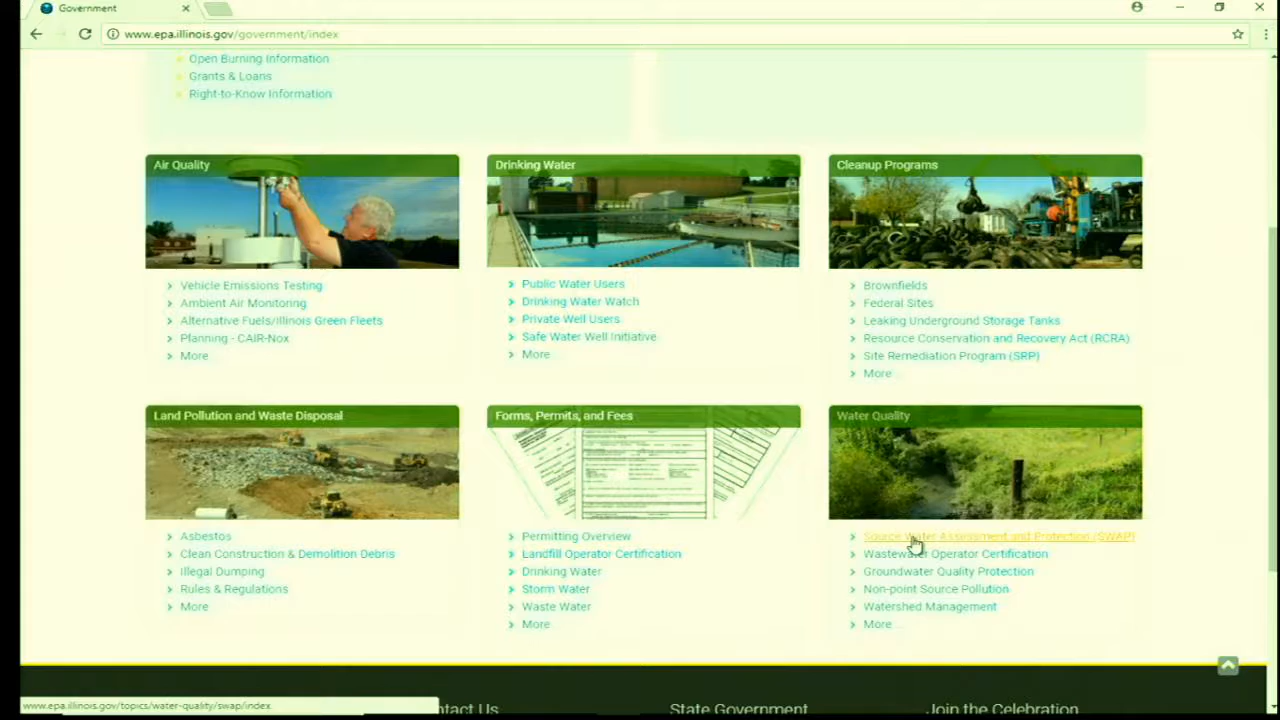 Government
www.epa.illinois.gov/government/index
Open Burning Information
Grants & Loans
Right-to-Know Information
Air Quality
Vehicle Emissions Testing
Ambient Air Monitoring
Alternative Fuels/Illinois Green Fleets
Planning - CAIR-Nox
More
Drinking Water
Public Water Users
Drinking Water Watch
Private Well Users
Safe Water Well Initiative
More
Cleanup Programs
Brownfields
Federal Sites
Leaking Underground Storage Tanks
Resource Conservation and Recovery Act (RCRA)
Site Remediation Program (SRP)
More...
Land Pollution and Waste Disposal
Asbestos
Clean Construction & Demolition Debris
Illegal Dumping
Rules & Regulations
More
Forms, Permits, and Fees
Permitting Overview
Landfill Operator Certification
Drinking Water
Storm Water
Waste Water
More
Water Quality
Source Water Assessment and Protection (SWAP)
Wastewater Operator Certification
Groundwater Quality Protection
Non-point Source Pollution
Watershed Management
More...
ntact Us
State Government
Join the Celebration
www.epa.illinois.gov/topics/water-quality/swap/index